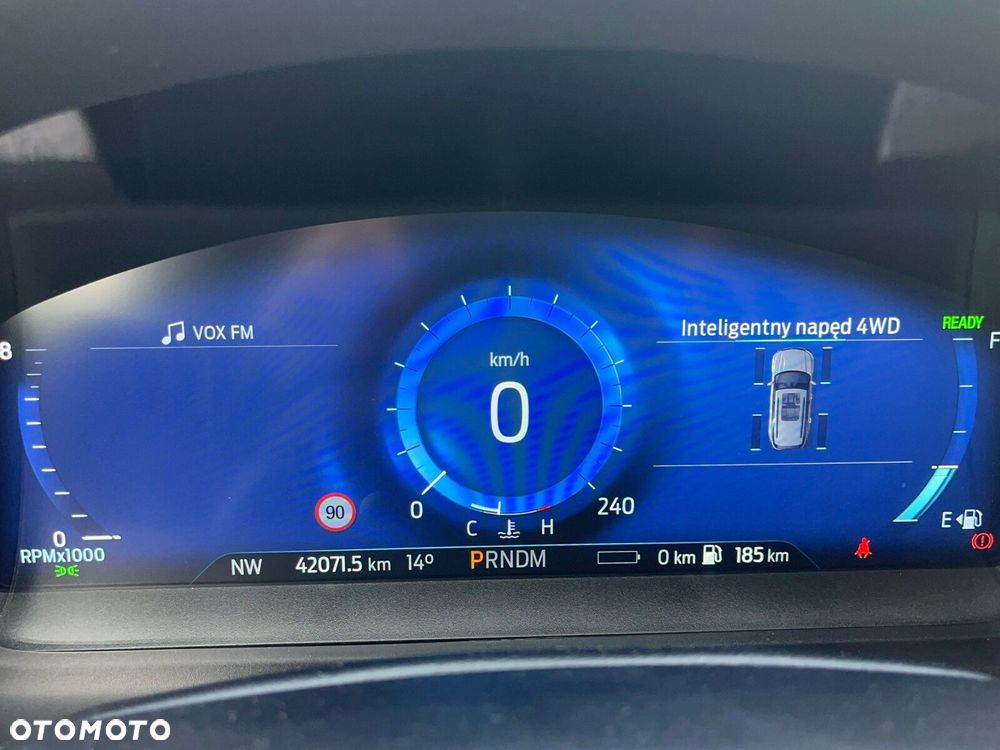 VOX FM
Inteligentny napęd 4WD
READY
8
F
km/h
0
90
0
240
C
H
E
0
RPMx1000
NW 42071.5 km 14° PRNDM 0 km 185 km
OTOMOTO